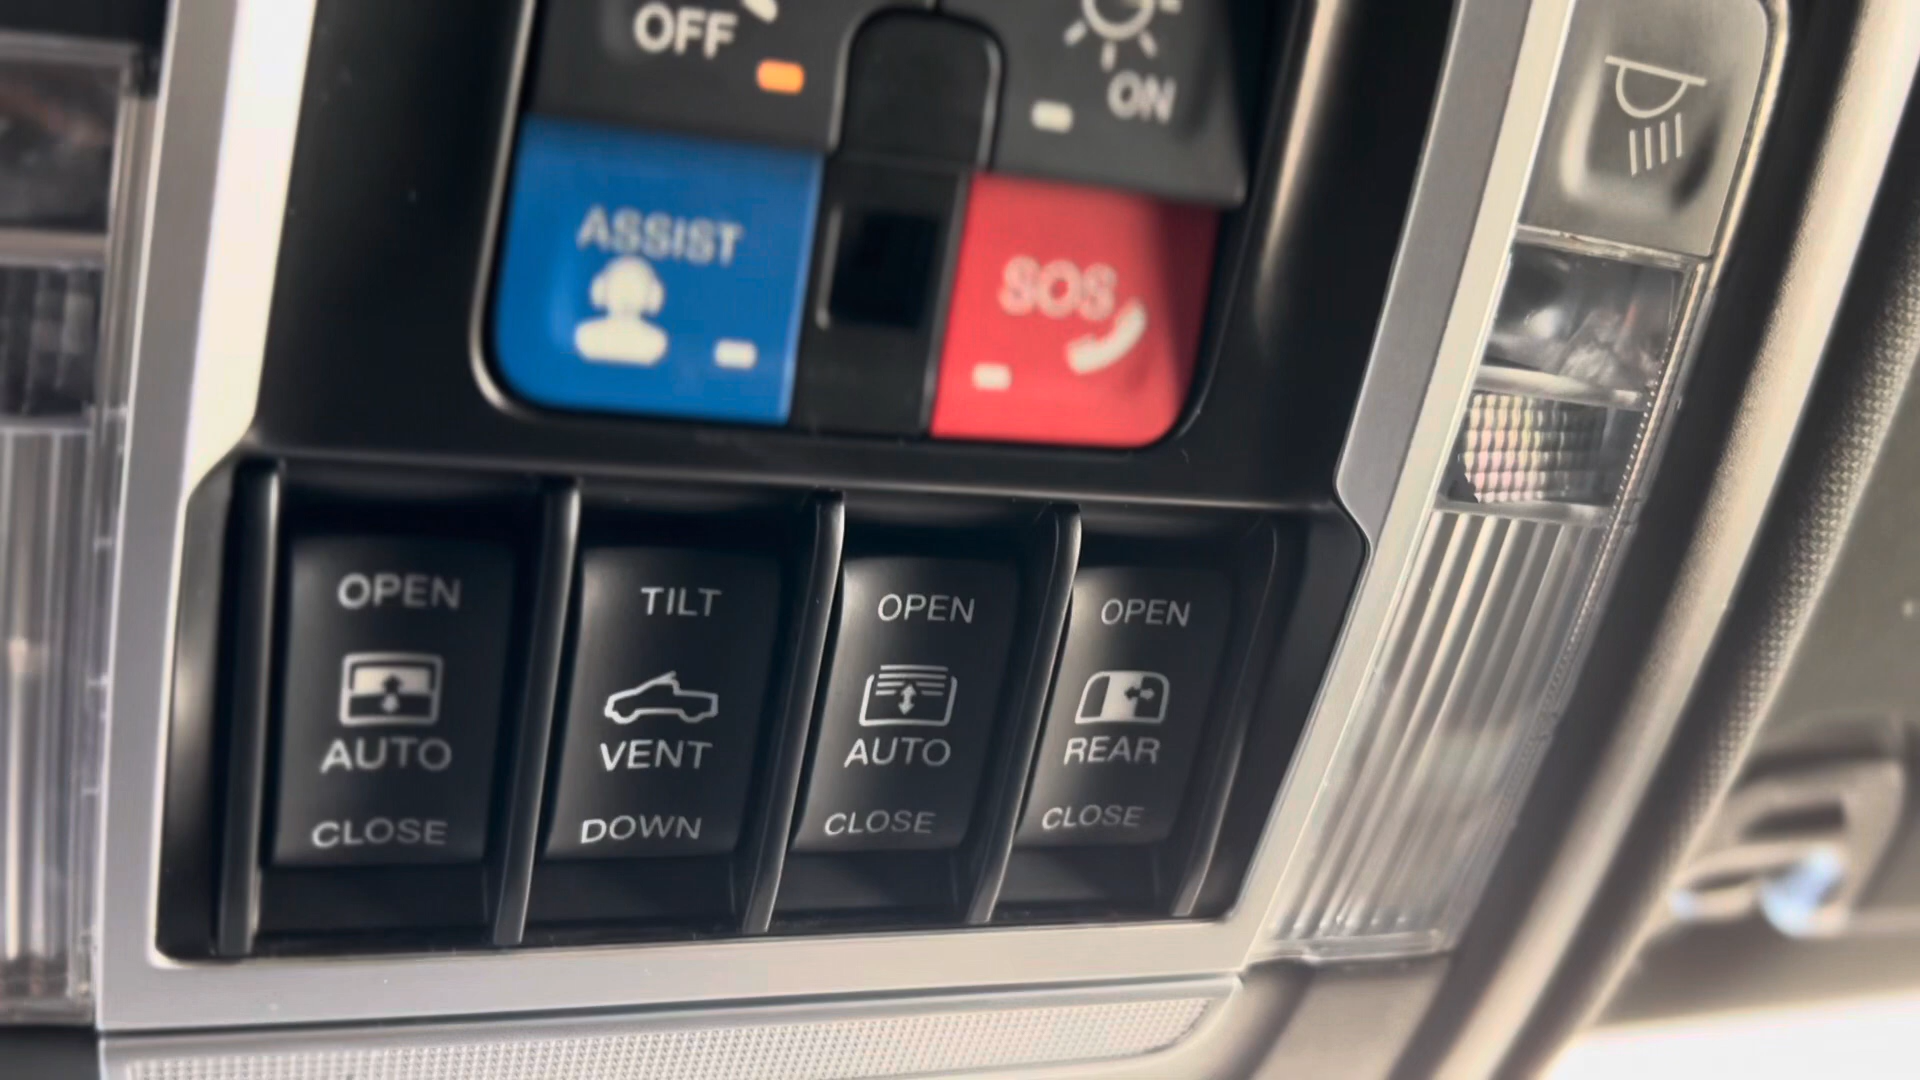 OFF
ON
ASSIST
SOS
OPEN
AUTO
CLOSE
TILT
VENT
DOWN
OPEN
AUTO
CLOSE
OPEN
REAR
CLOSE